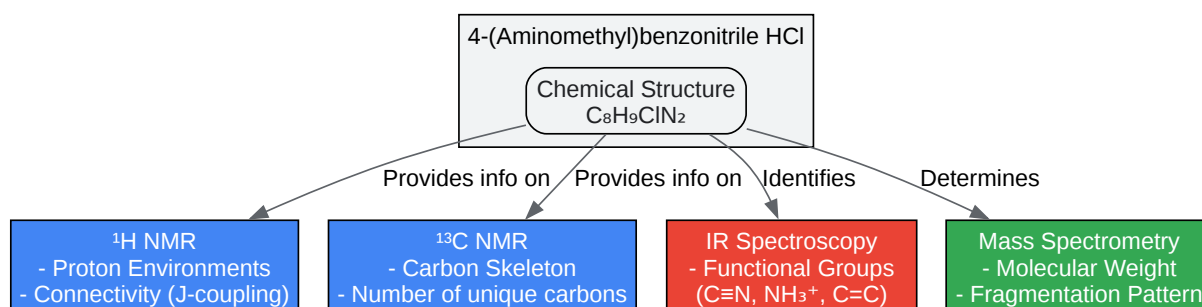 4-(Aminomethyl)benzonitrile HCl
Chemical Structure
C₈H₉ClN₂
Provides info on
Provides info on
Identifies
Determines
¹H NMR
- Proton Environments
- Connectivity (J-coupling)
¹³C NMR
- Carbon Skeleton
- Number of unique carbons
IR Spectroscopy
- Functional Groups
(C≡N, NH₃⁺, C=C)
Mass Spectrometry
- Molecular Weight
- Fragmentation Pattern